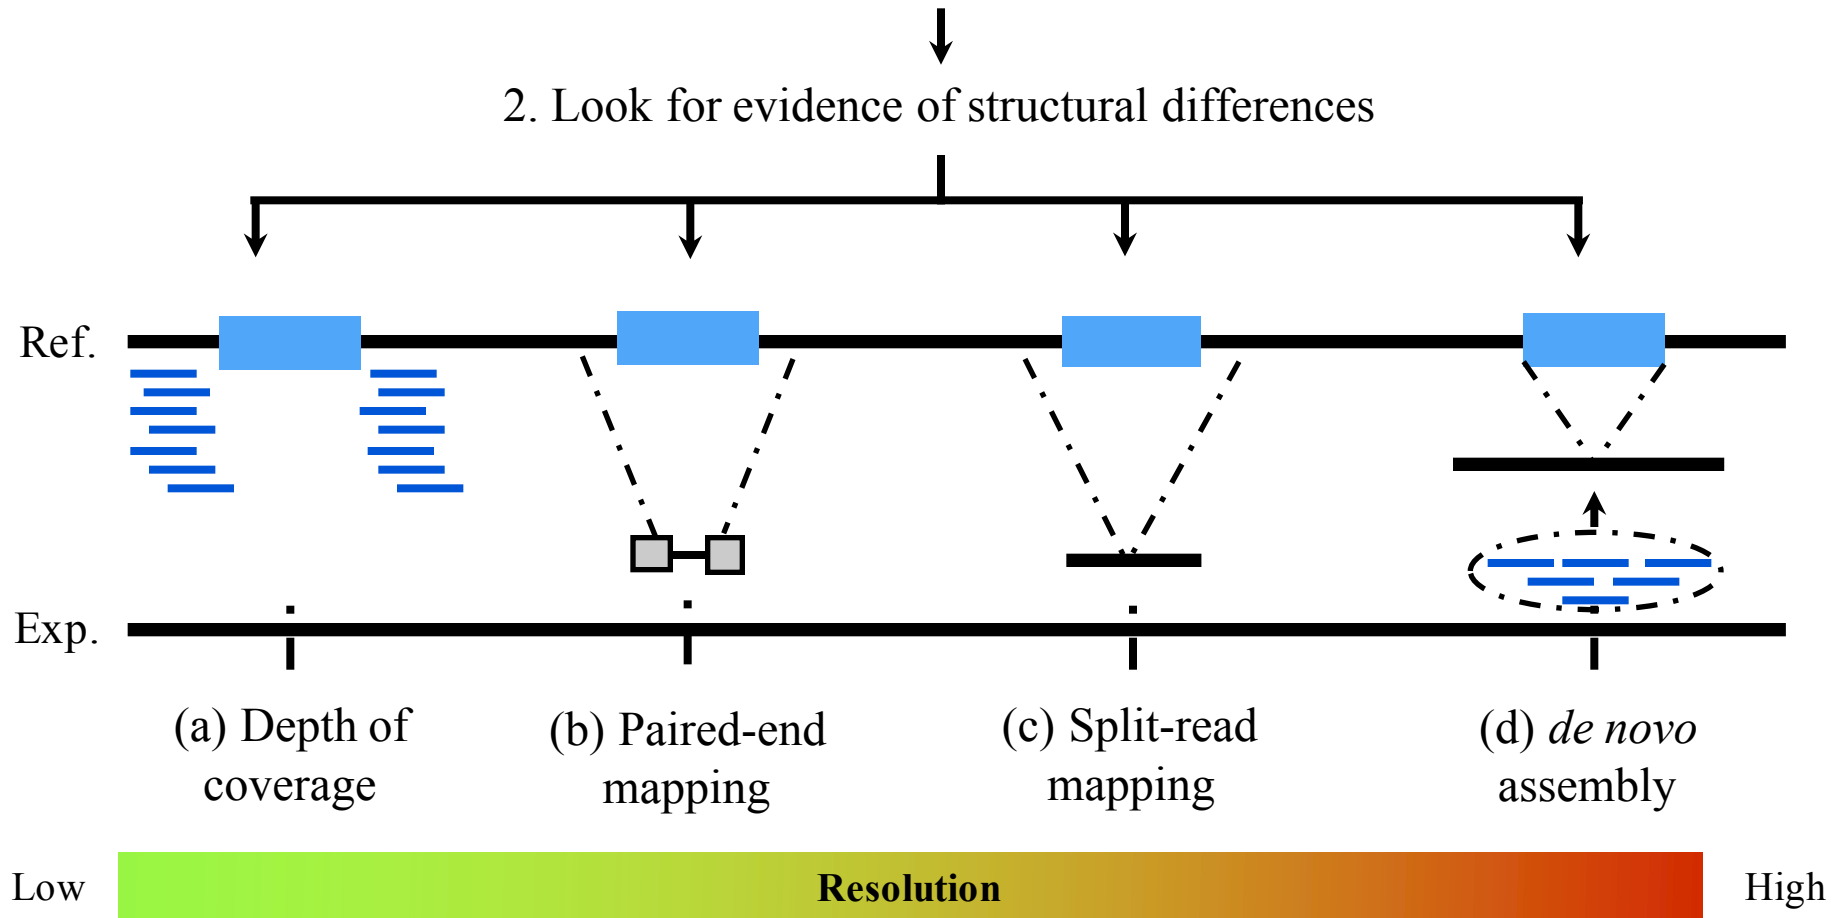 2. Look for evidence of structural differences
Ref.
Exp.
(a) Depth of
coverage
(b) Paired-end
mapping
(c) Split-read
mapping
(d) de novo
assembly
Low
Resolution
High